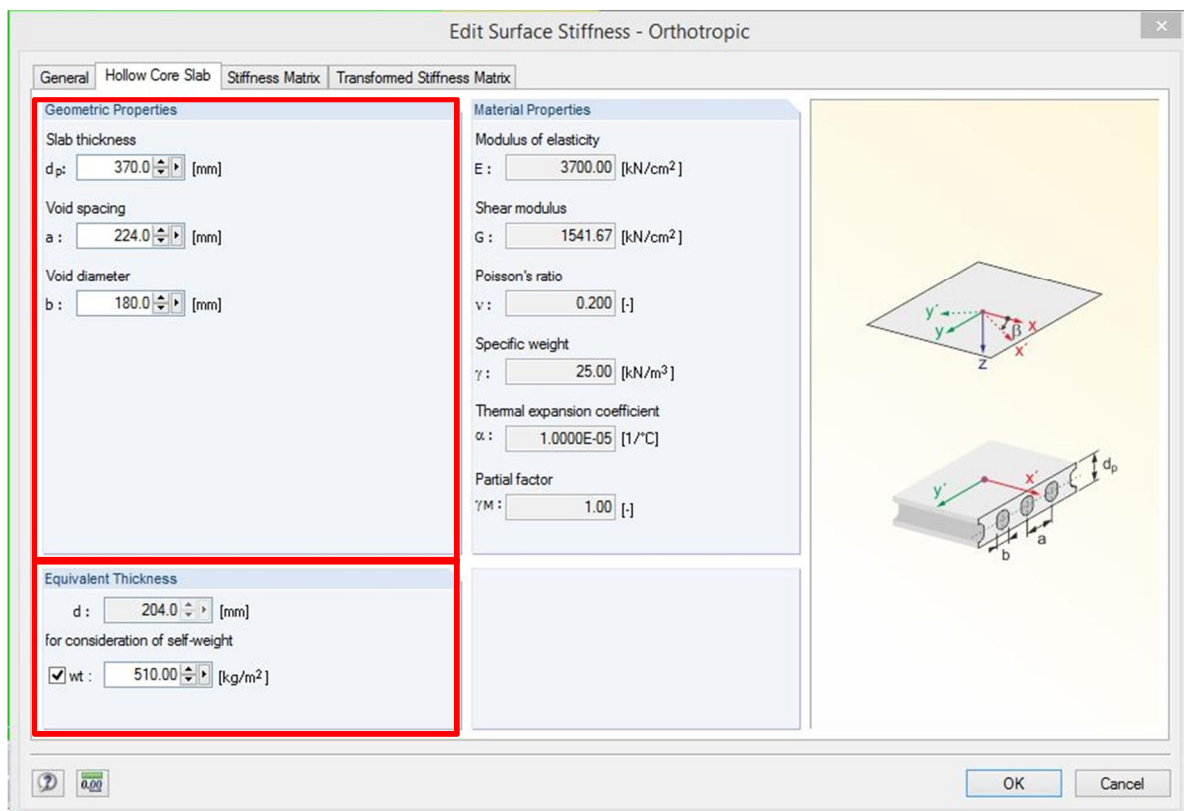 Edit Surface Stiffness - Orthotropic
×
General Hollow Core Slab Stiffness Matrix Transformed Stiffness Matrix
Geometric Properties
Slab thickness
dp: 370.0 [mm]
Void spacing
a : 224.0 [mm]
Void diameter
b : 180.0 [mm]
Equivalent Thickness
d : 204.0 [mm]
for consideration of self-weight
wt : 510.00 [kg/m²]
Material Properties
Modulus of elasticity
E : 3700.00 [kN/cm²]
Shear modulus
G : 1541.67 [kN/cm²]
Poisson's ratio
ν : 0.200 [-]
Specific weight
γ : 25.00 [kN/m³]
Thermal expansion coefficient
α : 1.0000E-05 [1/°C]
Partial factor
γM : 1.00 [-]
y´ y z x´ β x
y´ x´ dp
b a
0.00
OK Cancel